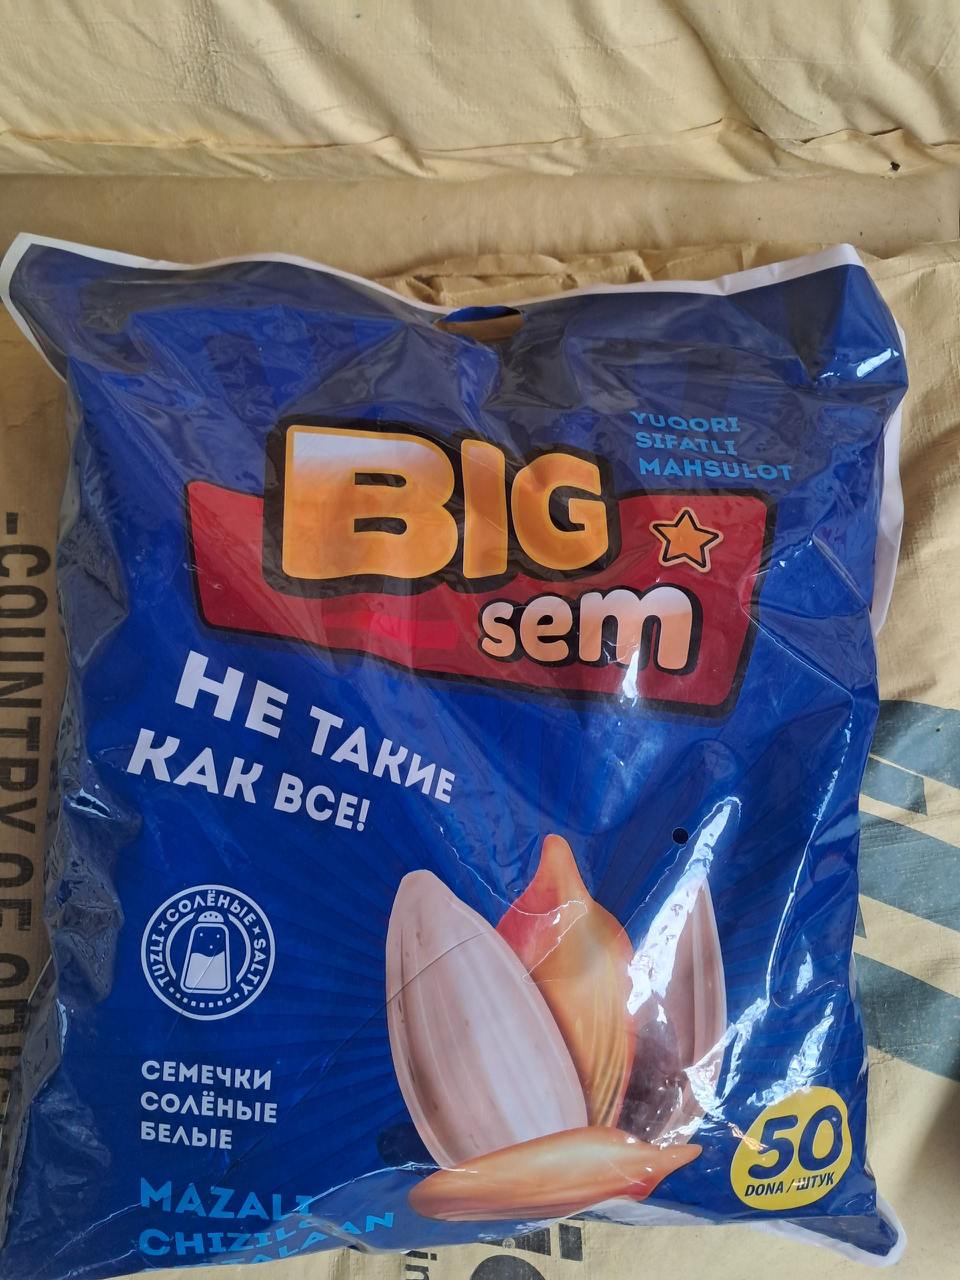 YUQORI
SIFATLI
MAHSULOT
BIG
sem
НЕ ТАКИЕ
КАК ВСЕ!
TUZLI x СОЛЁНЫЕ x SALTY
СЕМЕЧКИ
СОЛЁНЫЕ
БЕЛЫЕ
MAZALI
50
DONA / ШТУК
-COUNTRY OF